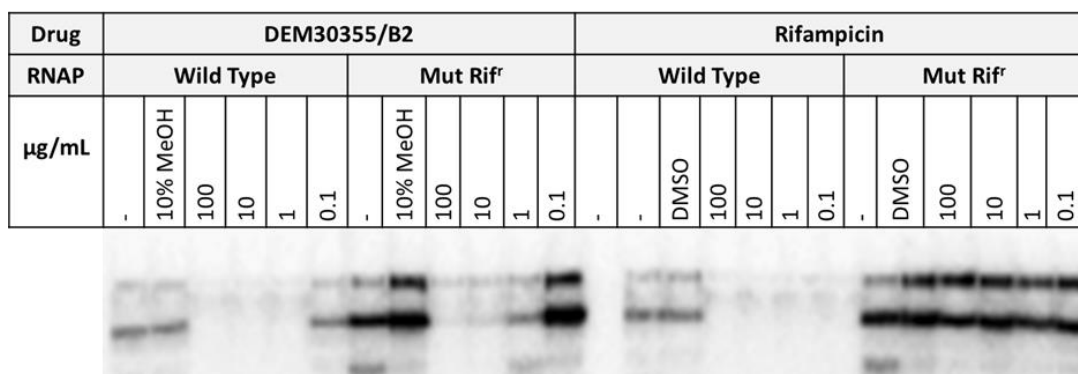 Drug DEM30355/B2 Rifampicin
RNAP Wild Type Mut Rifʳ Wild Type Mut Rifʳ
µg/mL - 10% MeOH 100 10 1 0.1 - 10% MeOH 100 10 1 0.1 - - DMSO 100 10 1 0.1 - DMSO 100 10 1 0.1